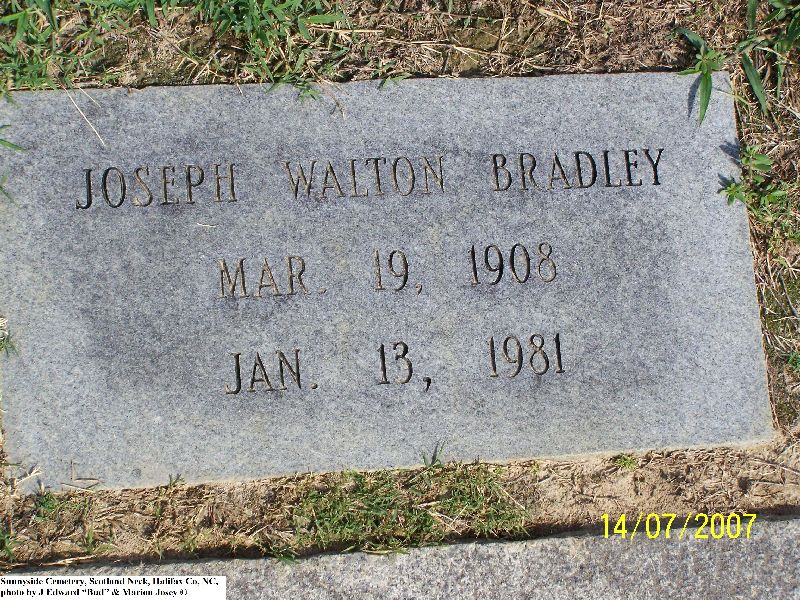 JOSEPH WALTON BRADLEY
MAR. 19, 1908
JAN. 13, 1981
14/07/2007
Sunnyside Cemetery, Scotland Neck, Halifax Co, NC,
photo by J Edward "Bud" & Marion Josey ©